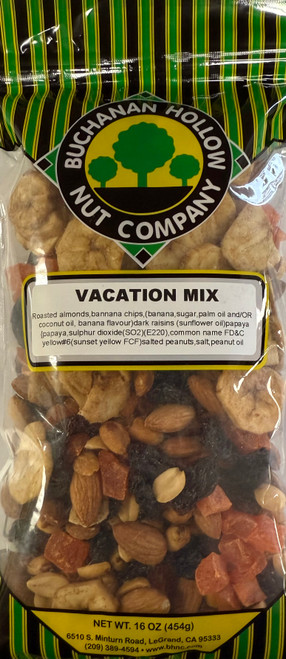 BUCHANAN HOLLOW
NUT COMPANY
VACATION MIX
Roasted almonds,bannana chips,(banana,sugar,palm oil and/OR
coconut oil, banana flavour)dark raisins (sunflower oil)papaya
(papaya,sulphur dioxide(SO2)(E220),common name FD&C
yellow#6(sunset yellow FCF)salted peanuts,salt,peanut oil
NET WT. 16 OZ (454g)
6510 S. Minturn Road, LeGrand, CA 95333
(209) 389-4594 • www.bhnc.com